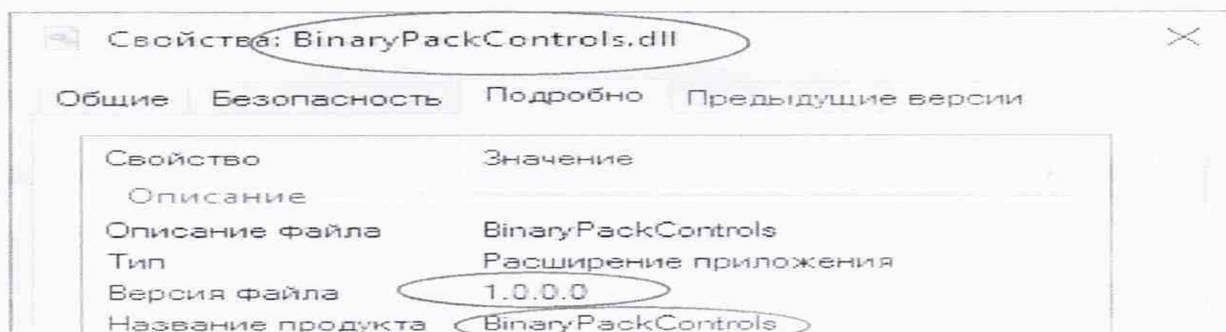 Свойства: BinaryPackControls.dll
Общие Безопасность Подробно Предыдущие версии
Свойство Значение
Описание
Описание файла BinaryPackControls
Тип Расширение приложения
Версия файла 1.0.0.0
Название продукта BinaryPackControls